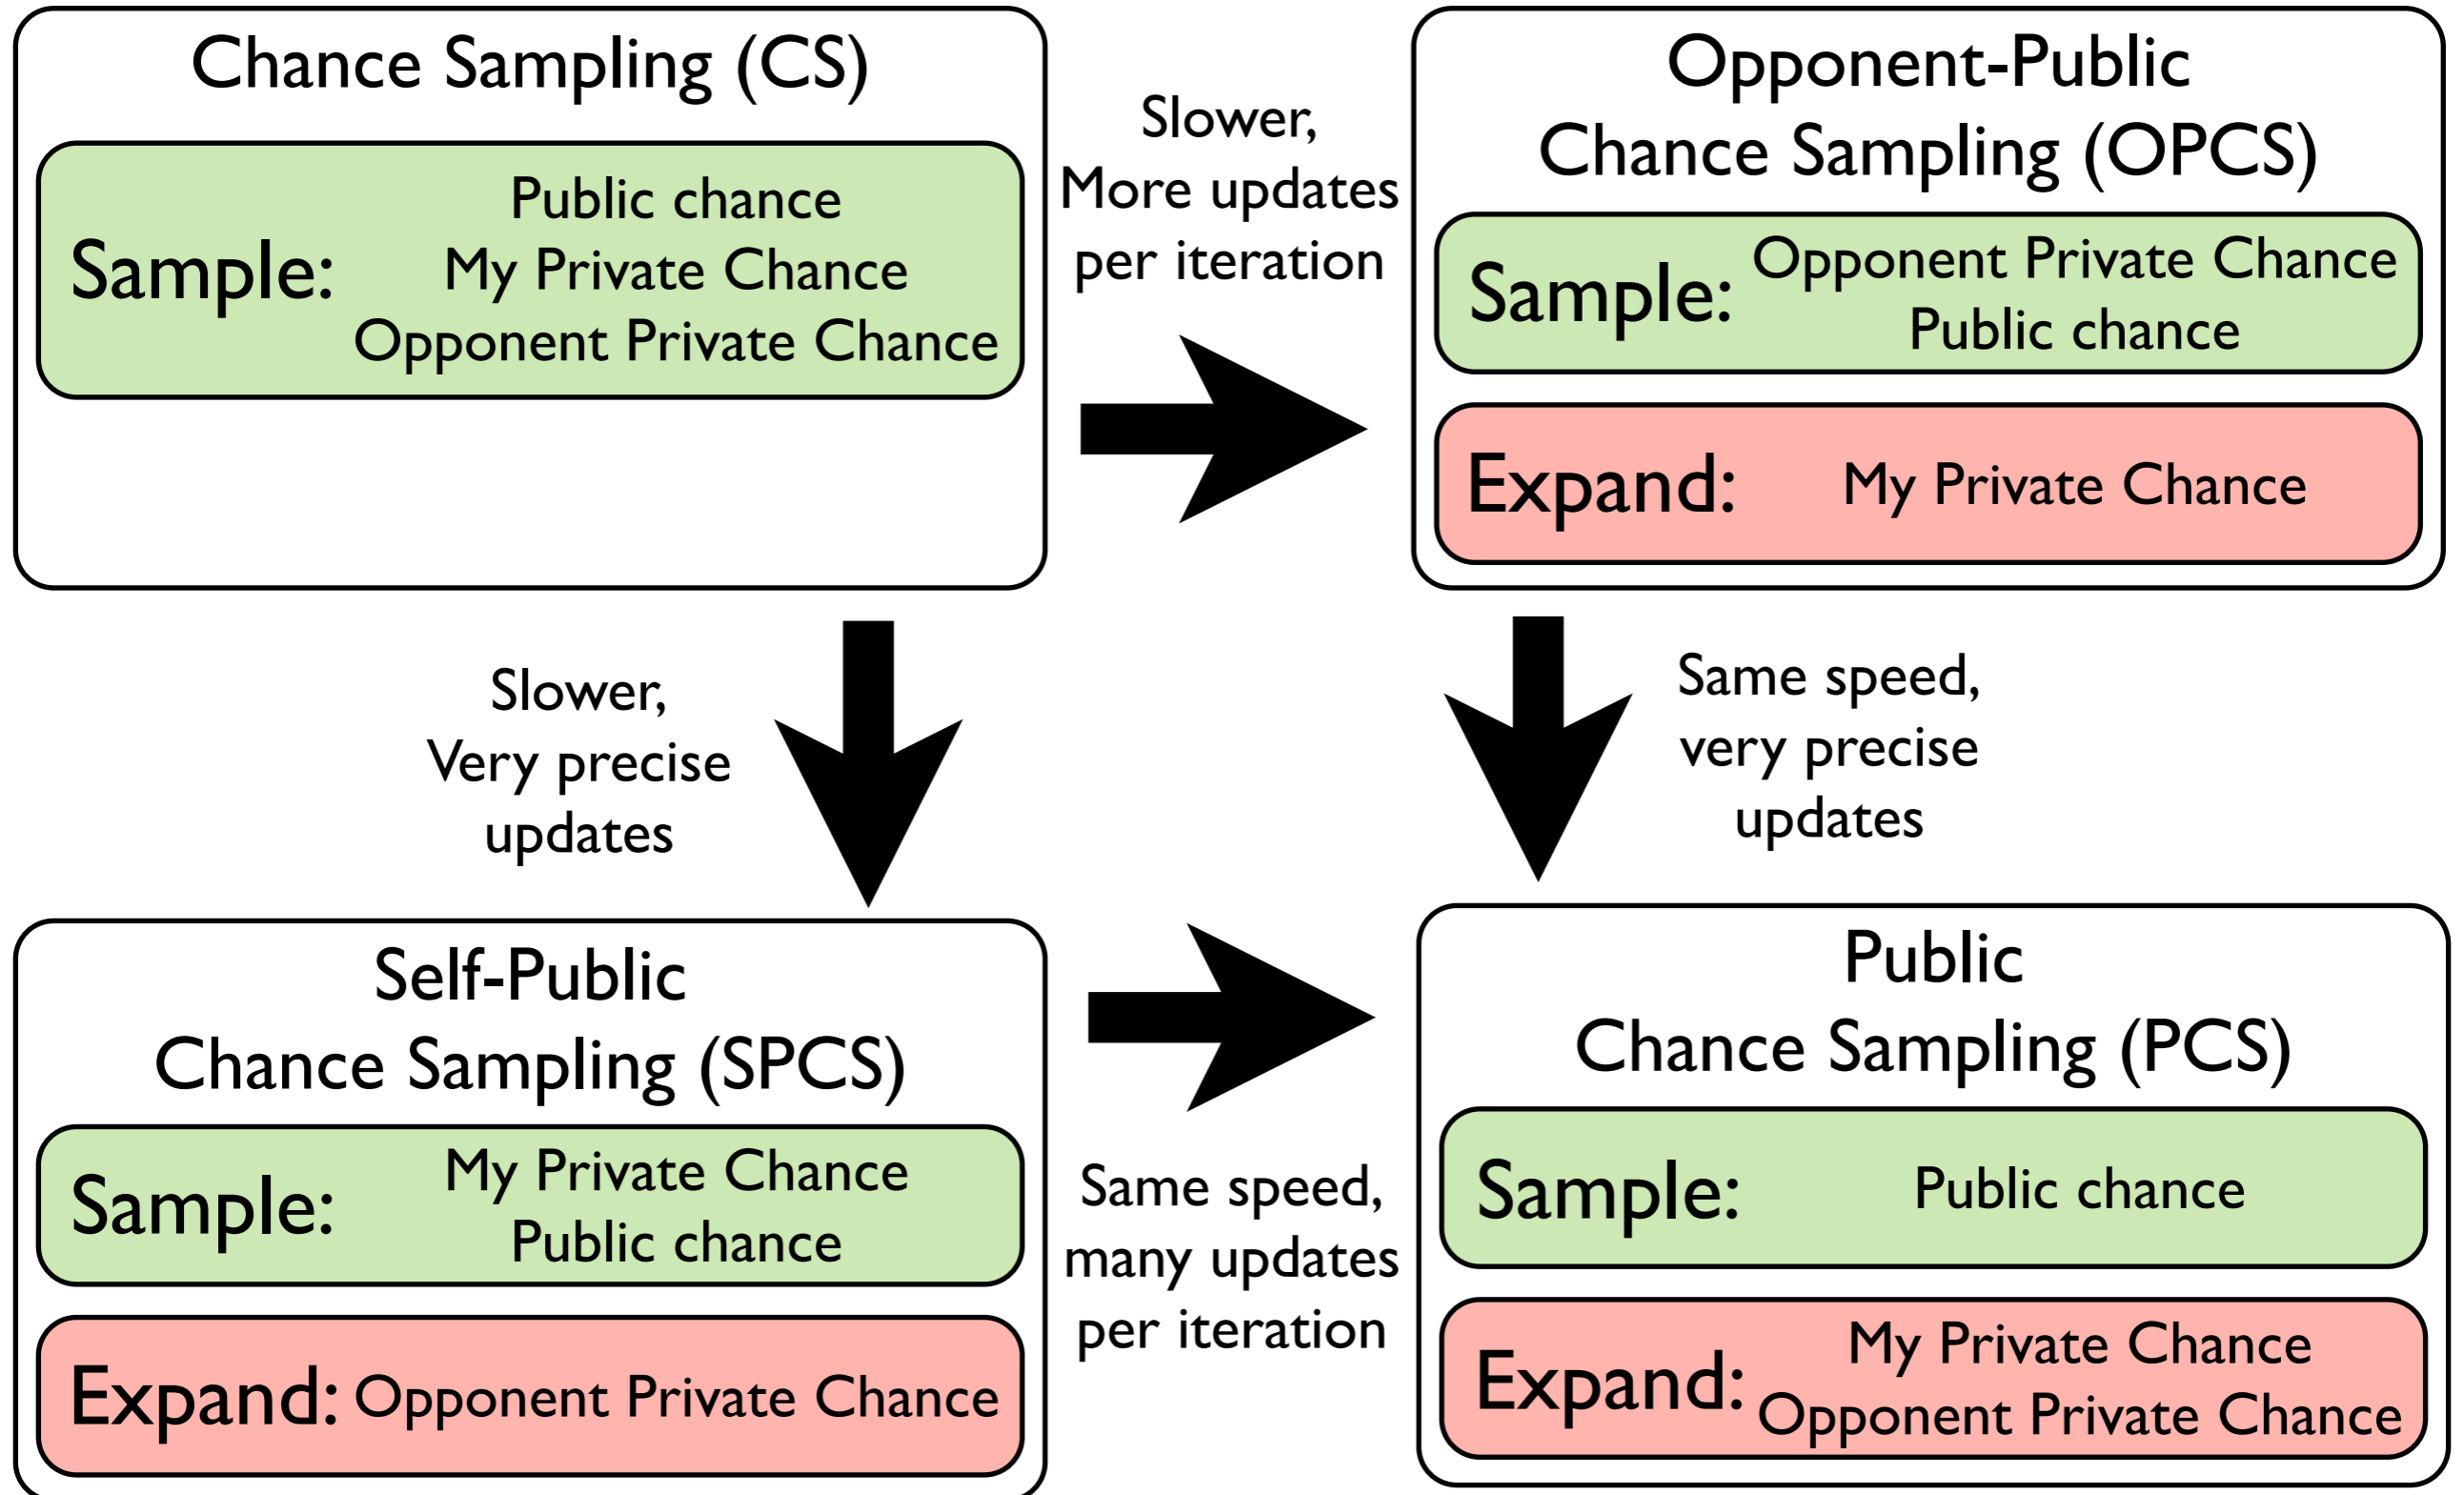 Chance Sampling (CS)
Sample:
Public chance
My Private Chance
Opponent Private Chance
Slower,
More updates
per iteration
Opponent-Public
Chance Sampling (OPCS)
Sample:
Opponent Private Chance
Public chance
Expand:
My Private Chance
Slower,
Very precise
updates
Same speed,
very precise
updates
Self-Public
Chance Sampling (SPCS)
Sample:
My Private Chance
Public chance
Expand:
Opponent Private Chance
Same speed,
many updates
per iteration
Public
Chance Sampling (PCS)
Sample:
Public chance
Expand:
My Private Chance
Opponent Private Chance